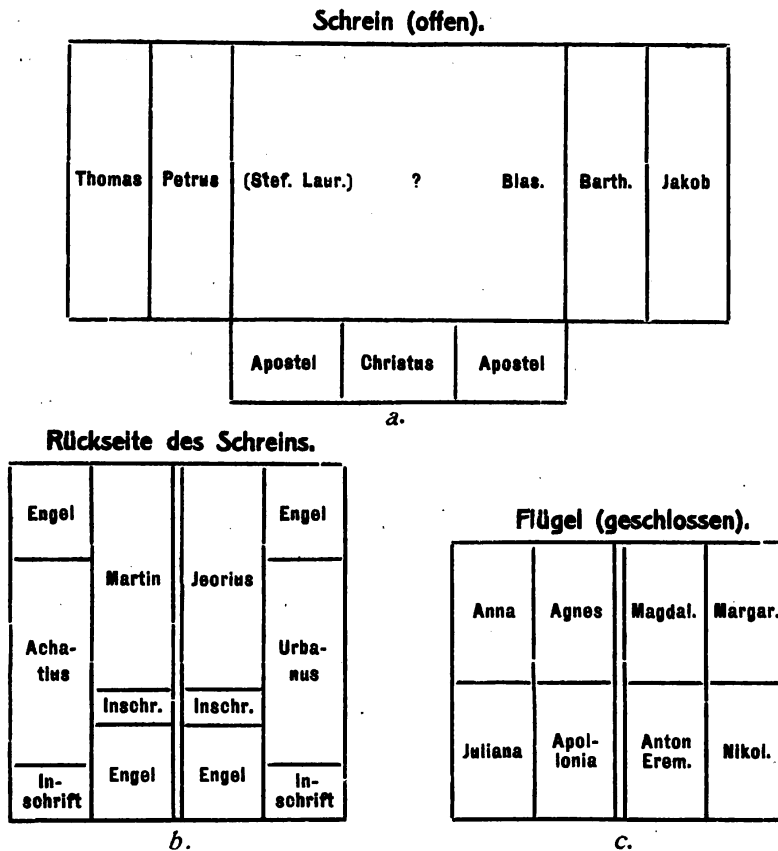 Schrein (offen).
Thomas Petrus (Stef. Laur.) ? Blas. Barth. Jakob
Apostel Christus Apostel
a.
Rückseite des Schreins.
Engel Engel
Martin Jeorius
Acha-
tius
Urba-
nus
Inschr. Inschr.
Engel Engel
In-
schrift
In-
schrift
b.
Flügel (geschlossen).
Anna Agnes Magdal. Margar.
Juliana Apol-
lonia
Anton
Erem.
Nikol.
c.